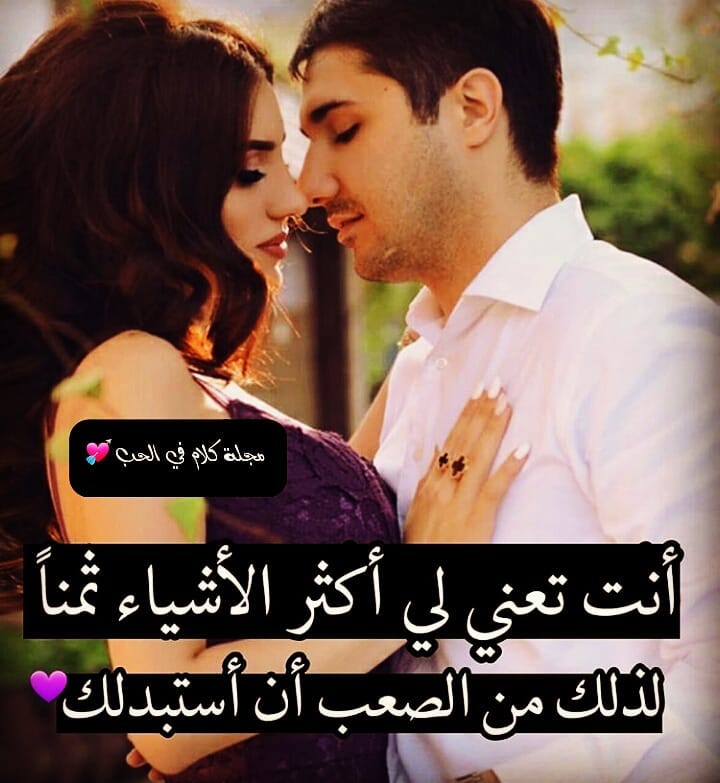 مجلة كلام في الحب 💘
أنت تعني لي أكثر الأشياء ثمناً
لذلك من الصعب أن أستبدلك💜